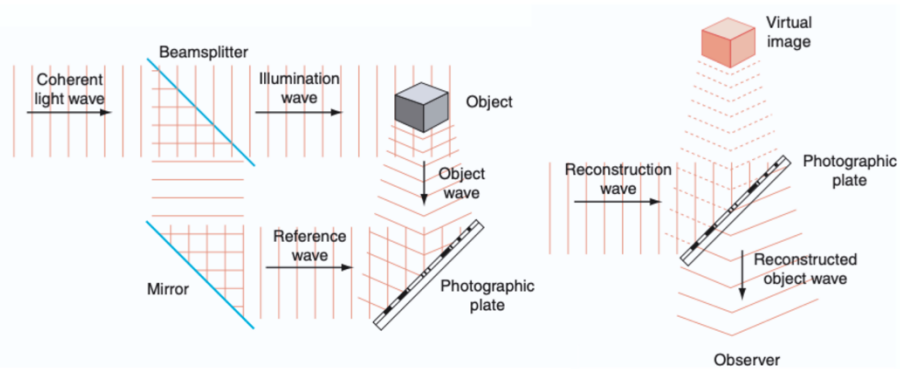 Beamsplitter
Coherent
light wave
Illumination
wave
Object
Object
wave
Reference
wave
Mirror
Photographic
plate
Virtual
image
Reconstruction
wave
Photographic
plate
Reconstructed
object wave
Observer